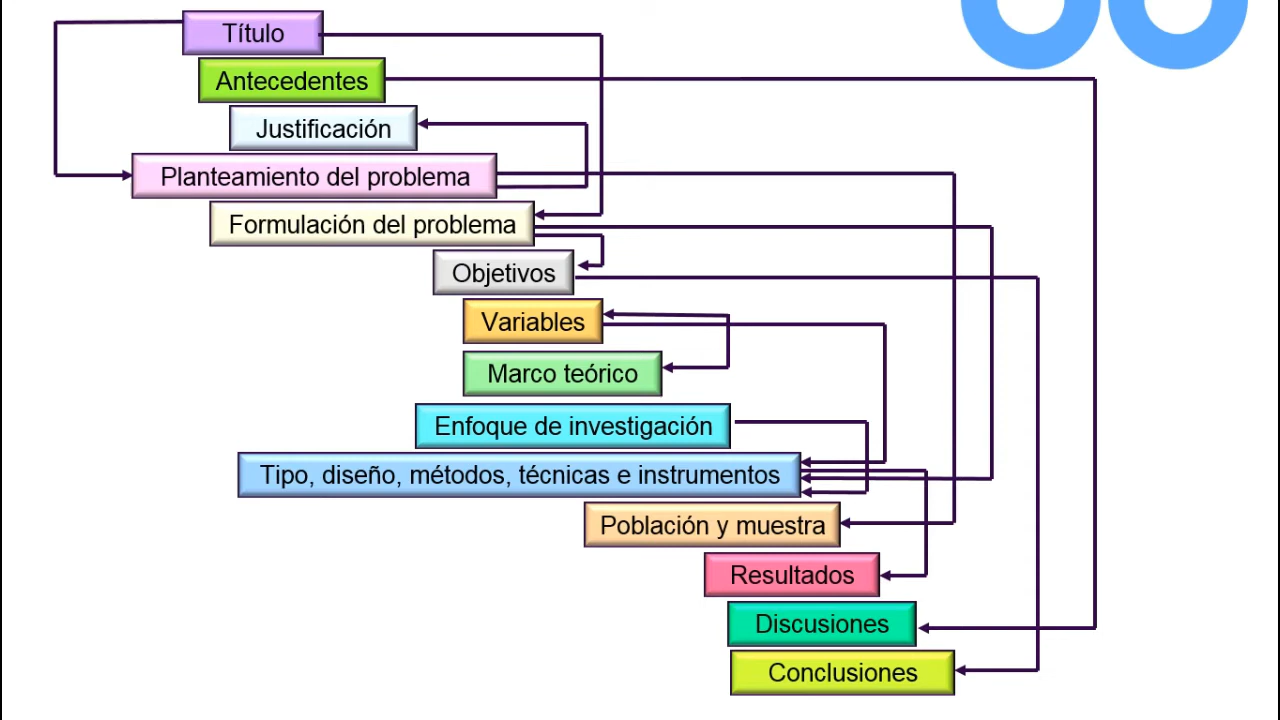 Título
Antecedentes
Justificación
Planteamiento del problema
Formulación del problema
Objetivos
Variables
Marco teórico
Enfoque de investigación
Tipo, diseño, métodos, técnicas e instrumentos
Población y muestra
Resultados
Discusiones
Conclusiones